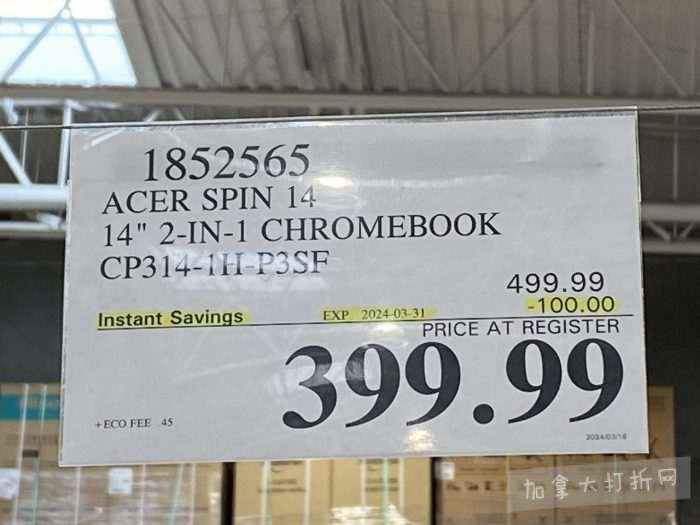 1852565
ACER SPIN 14
14" 2-IN-1 CHROMEBOOK
CP314-1H-P3SF
499.99
Instant Savings EXP. 2024-03-31 -100.00
PRICE AT REGISTER
399.99
+ECO FEE .45
2024/03/18
加拿大打折网